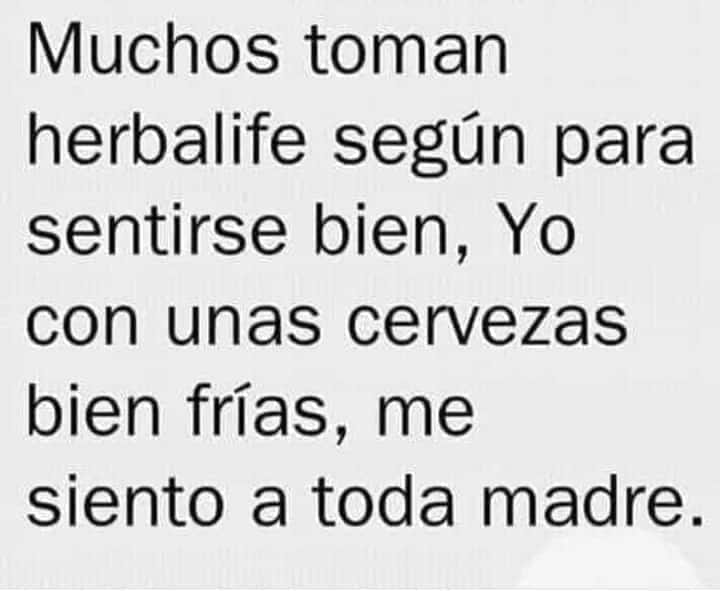 Muchos toman
herbalife según para
sentirse bien, Yo
con unas cervezas
bien frías, me
siento a toda madre.